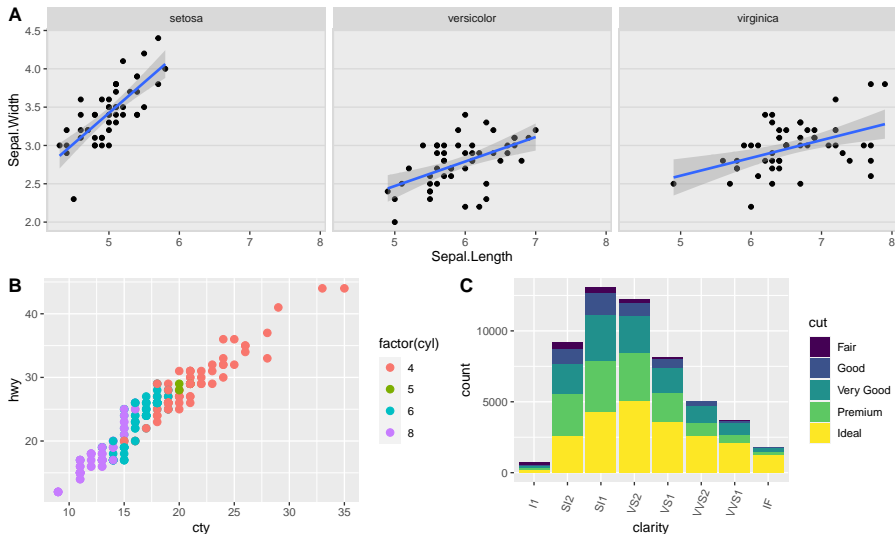 A
setosa versicolor virginica
4.5
4.0
3.5
3.0
2.5
2.0
Sepal.Width
5 6 7 8 5 6 7 8 5 6 7 8
Sepal.Length
B
40
30
20
hwy
10 15 20 25 30 35
cty
factor(cyl)
4
5
6
8
C
10000
5000
0
count
I1 SI2 SI1 VS2 VS1 VVS2 VVS1 IF
clarity
cut
Fair
Good
Very Good
Premium
Ideal